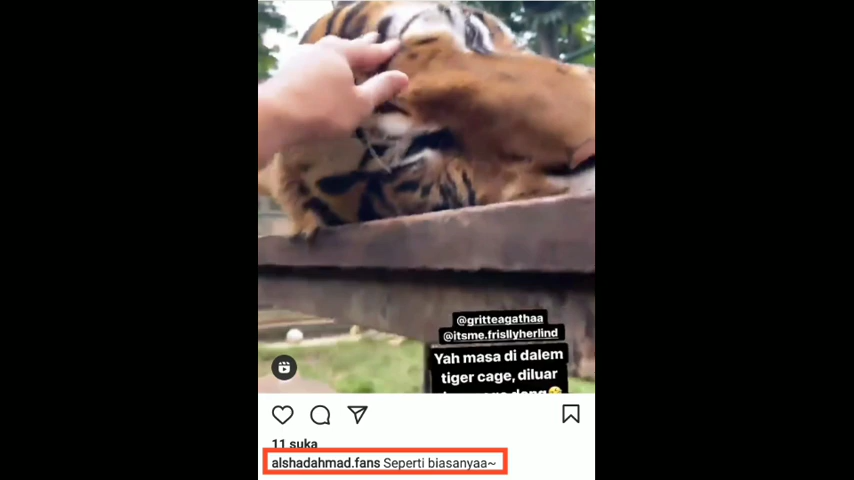 @gritteagathaa
@itsme.frisllyherlind
Yah masa di dalem
tiger cage, diluar
11 suka
alshadahmad.fans Seperti biasanyaa~